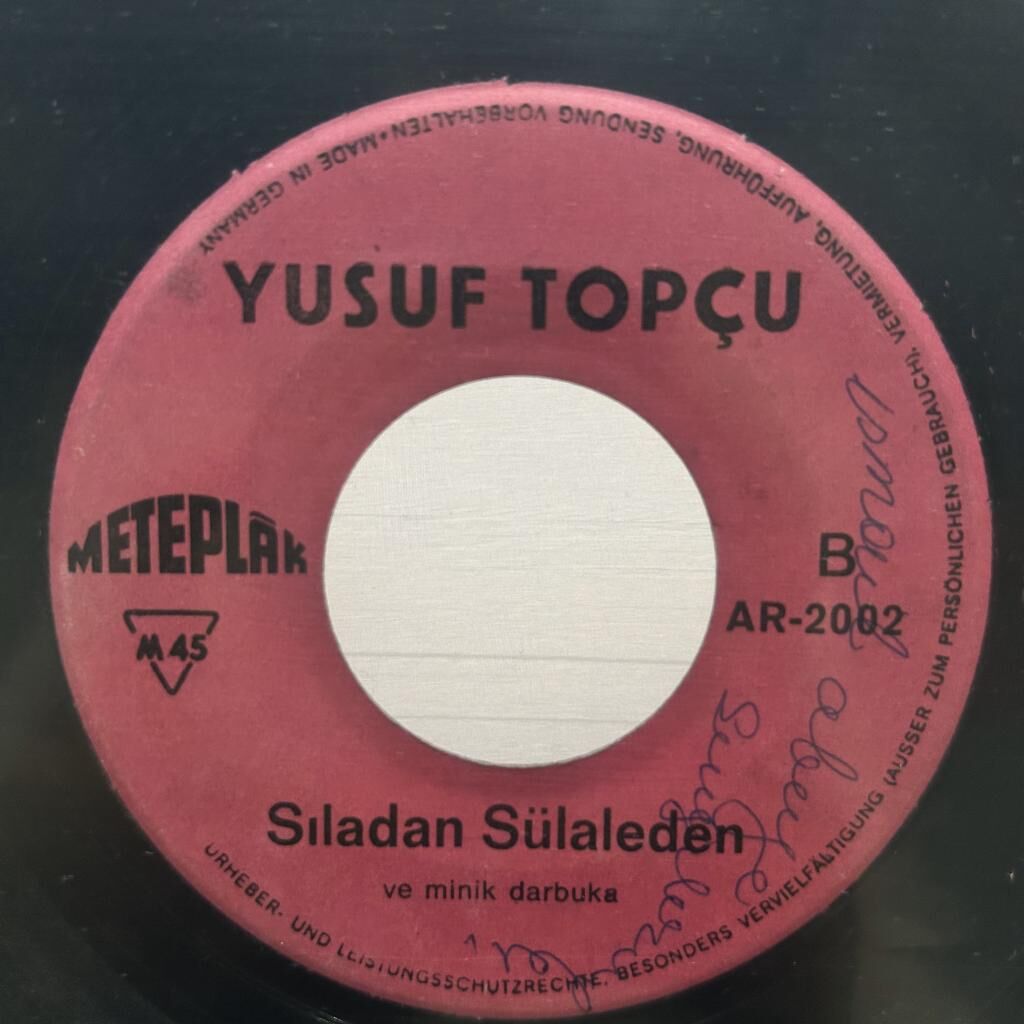 YUSUF TOPÇU
METEPLÂK
M 45
B
AR-2002
Sıladan Sülaleden
ve minik darbuka
URHEBER- UND LEISTUNGSSCHUTZRECHTE, BESONDERS VERVIELFÄLTIGUNG (AUSSER ZUM PERSÖNLICHEN GEBRAUCH), VERMIETUNG, AUFFÜHRUNG, SENDUNG VORBEHALTEN • MADE IN GERMANY